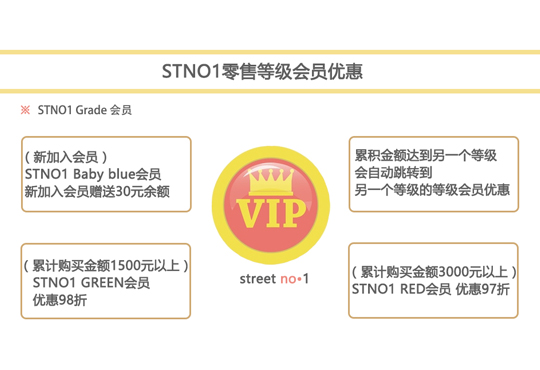 STNO1零售等级会员优惠
※ STNO1 Grade 会员
( 新加入会员 )
STNO1 Baby blue会员
新加入会员赠送30元余额
累积金额达到另一个等级
会自动跳转到
另一个等级的等级会员优惠
VIP
street no•1
( 累计购买金额1500元以上 )
STNO1 GREEN会员
优惠98折
( 累计购买金额3000元以上 )
STNO1 RED会员 优惠97折